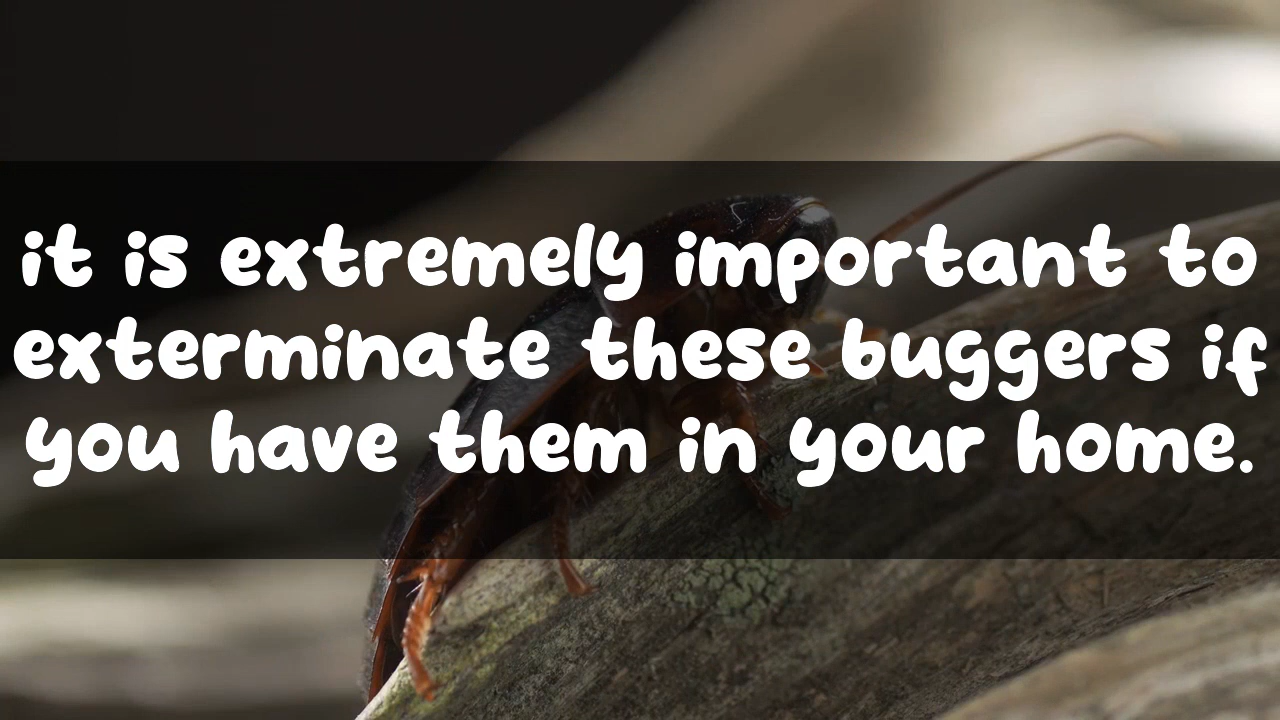 it is extremely important to
exterminate these buggers if
you have them in your home.